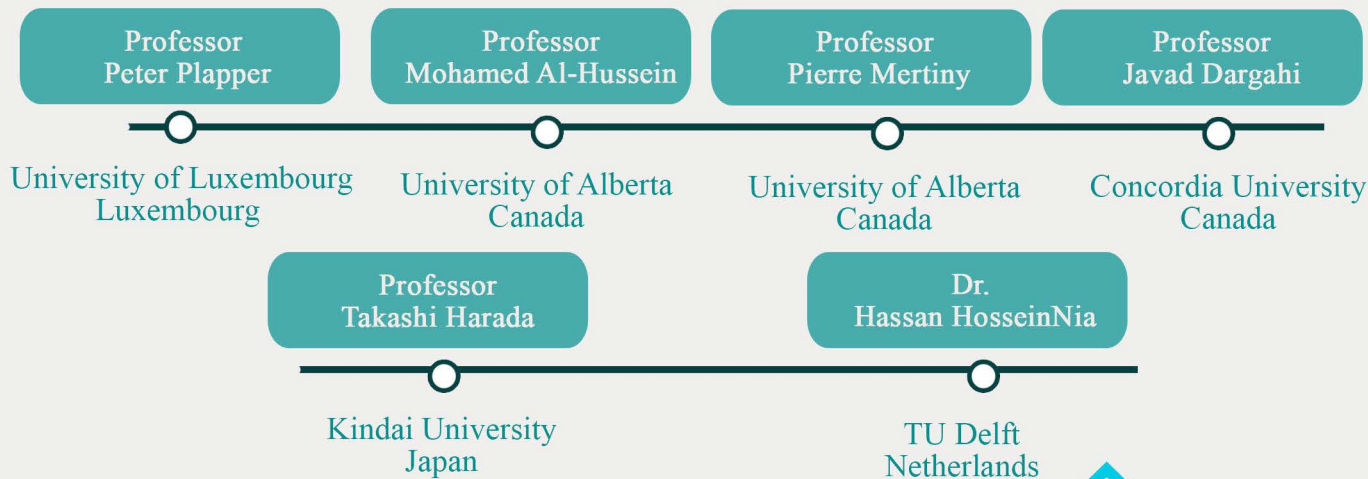 Professor
Peter Plapper
Professor
Mohamed Al-Hussein
Professor
Pierre Mertiny
Professor
Javad Dargahi
University of Luxembourg
Luxembourg
University of Alberta
Canada
University of Alberta
Canada
Concordia University
Canada
Professor
Takashi Harada
Dr.
Hassan HosseinNia
Kindai University
Japan
TU Delft
Netherlands